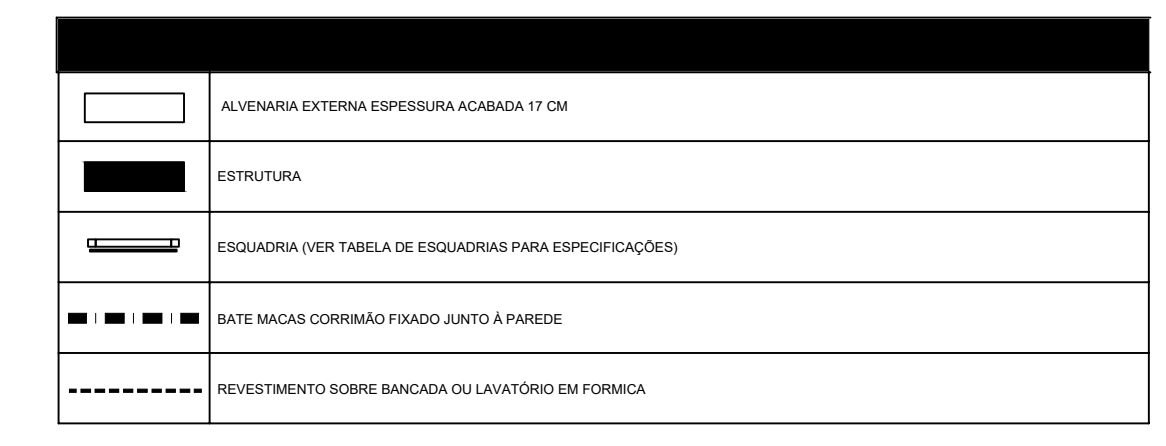 ALVENARIA EXTERNA ESPESSURA ACABADA 17 CM
ESTRUTURA
ESQUADRIA (VER TABELA DE ESQUADRIAS PARA ESPECIFICAÇÕES)
BATE MACAS CORRIMÃO FIXADO JUNTO À PAREDE
REVESTIMENTO SOBRE BANCADA OU LAVATÓRIO EM FORMICA